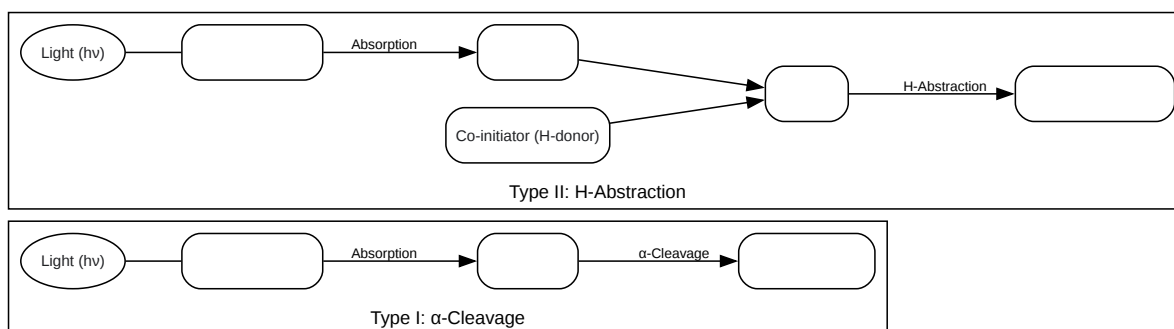 Light (hν)
Absorption
Co-initiator (H-donor)
H-Abstraction
Type II: H-Abstraction
Light (hν)
Absorption
α-Cleavage
Type I: α-Cleavage